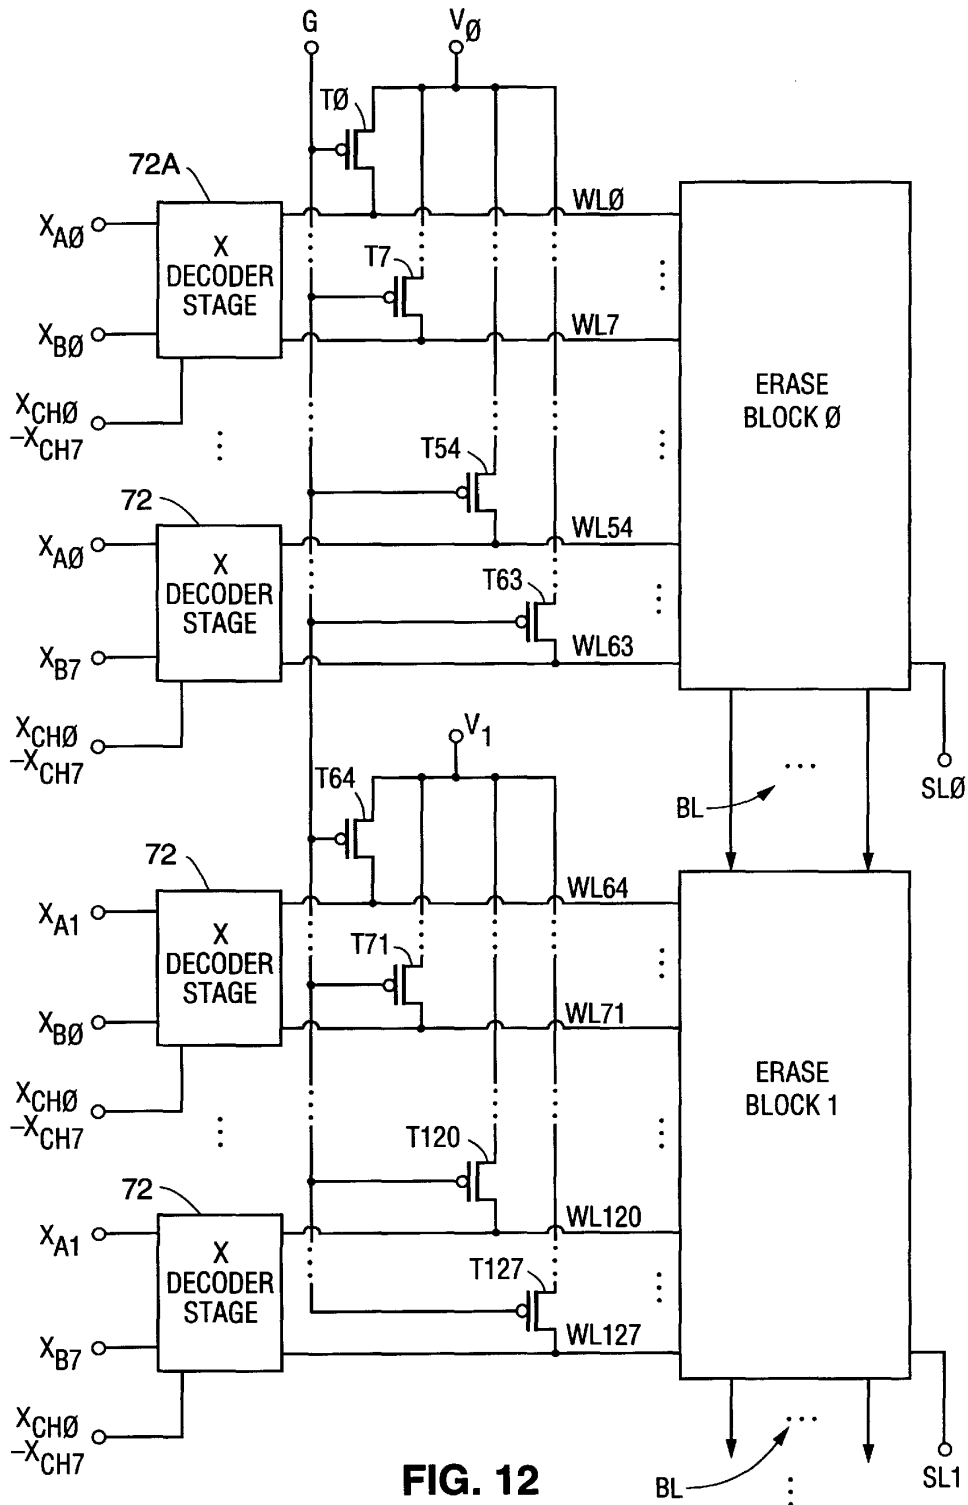 G
VØ
TØ
72A
XAØ
X
DECODER
STAGE
WLØ
T7
XBØ
WL7
XCHØ
–XCH7
ERASE
BLOCK Ø
T54
72
XAØ
X
DECODER
STAGE
WL54
T63
XB7
WL63
XCHØ
–XCH7
V1
SLØ
BL
T64
72
XA1
X
DECODER
STAGE
WL64
T71
XBØ
WL71
XCHØ
–XCH7
ERASE
BLOCK 1
T120
72
XA1
X
DECODER
STAGE
WL120
T127
XB7
WL127
XCHØ
–XCH7
BL
SL1
FIG. 12